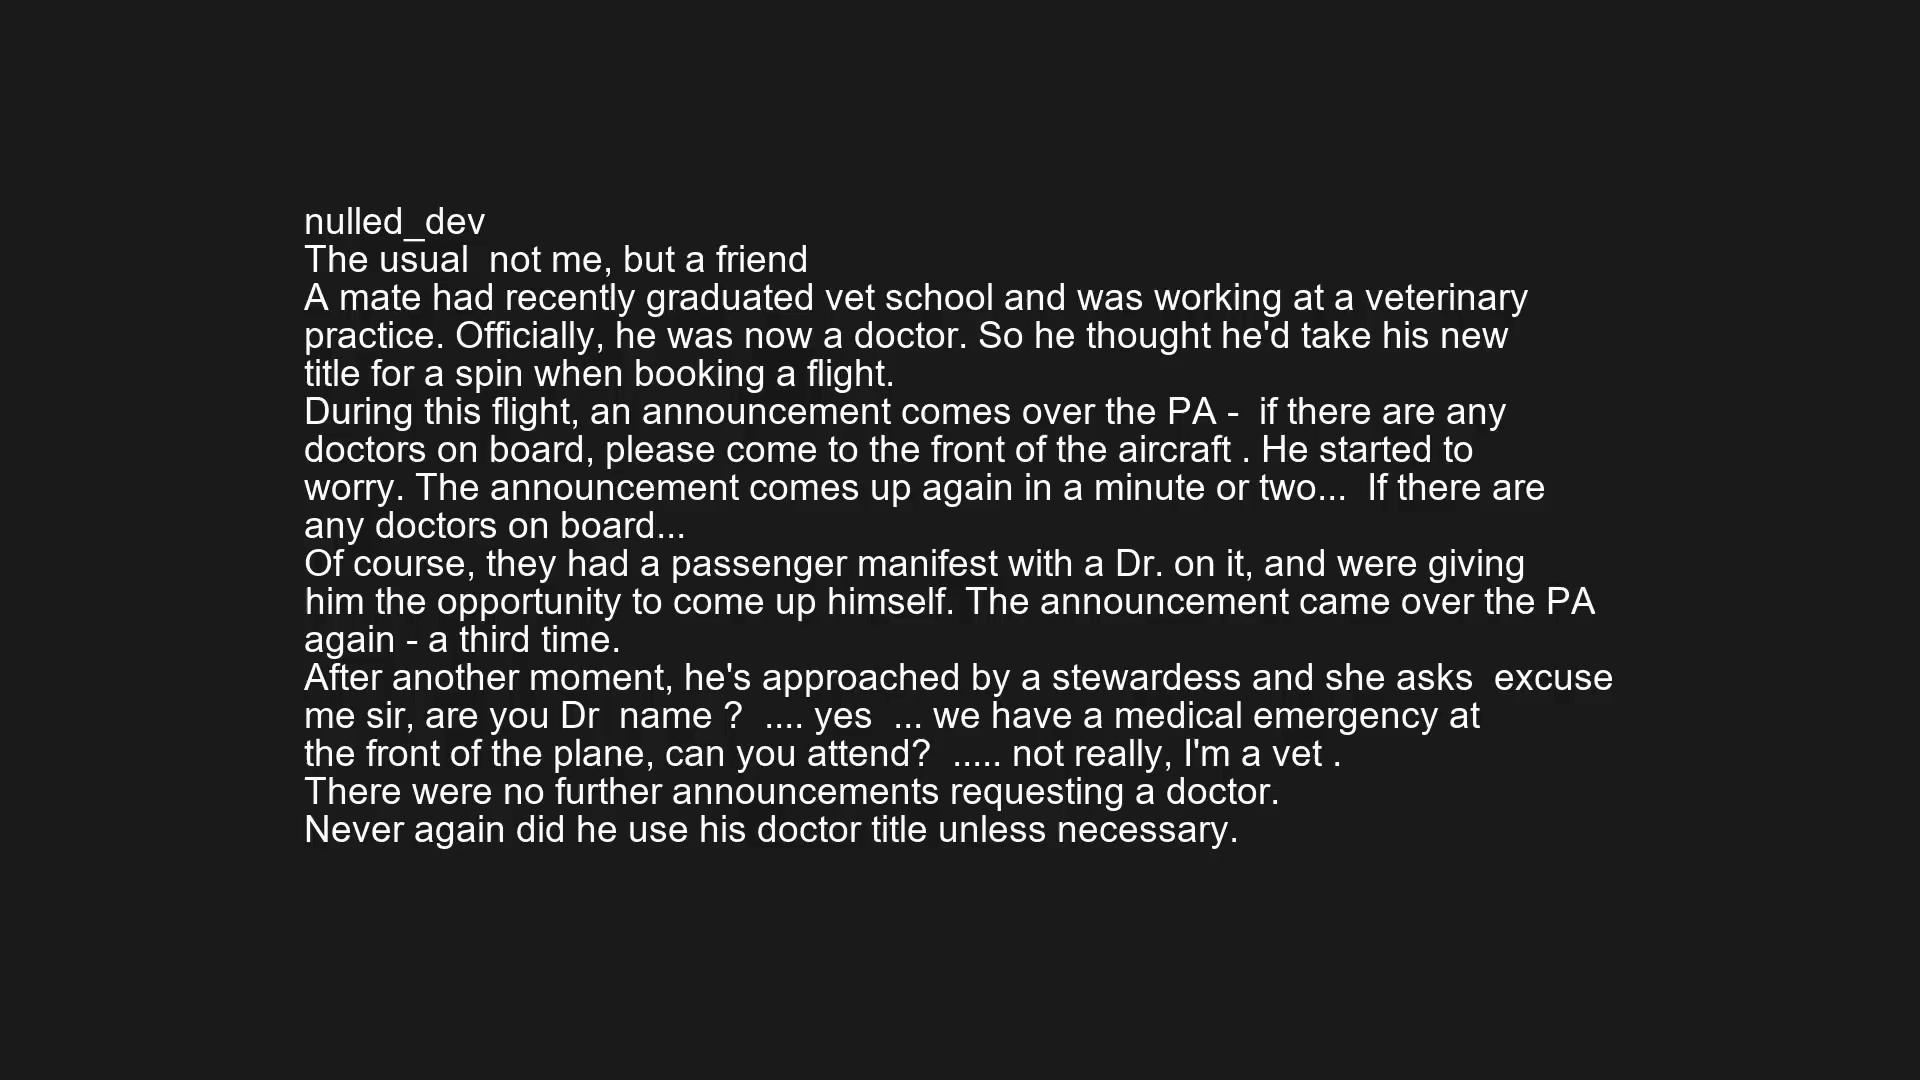 nulled_dev
The usual  not me, but a friend
A mate had recently graduated vet school and was working at a veterinary
practice. Officially, he was now a doctor. So he thought he'd take his new
title for a spin when booking a flight.
During this flight, an announcement comes over the PA -  if there are any
doctors on board, please come to the front of the aircraft . He started to
worry. The announcement comes up again in a minute or two...  If there are
any doctors on board...
Of course, they had a passenger manifest with a Dr. on it, and were giving
him the opportunity to come up himself. The announcement came over the PA
again - a third time.
After another moment, he's approached by a stewardess and she asks  excuse
me sir, are you Dr  name ?  .... yes  ... we have a medical emergency at
the front of the plane, can you attend?  ..... not really, I'm a vet .
There were no further announcements requesting a doctor.
Never again did he use his doctor title unless necessary.